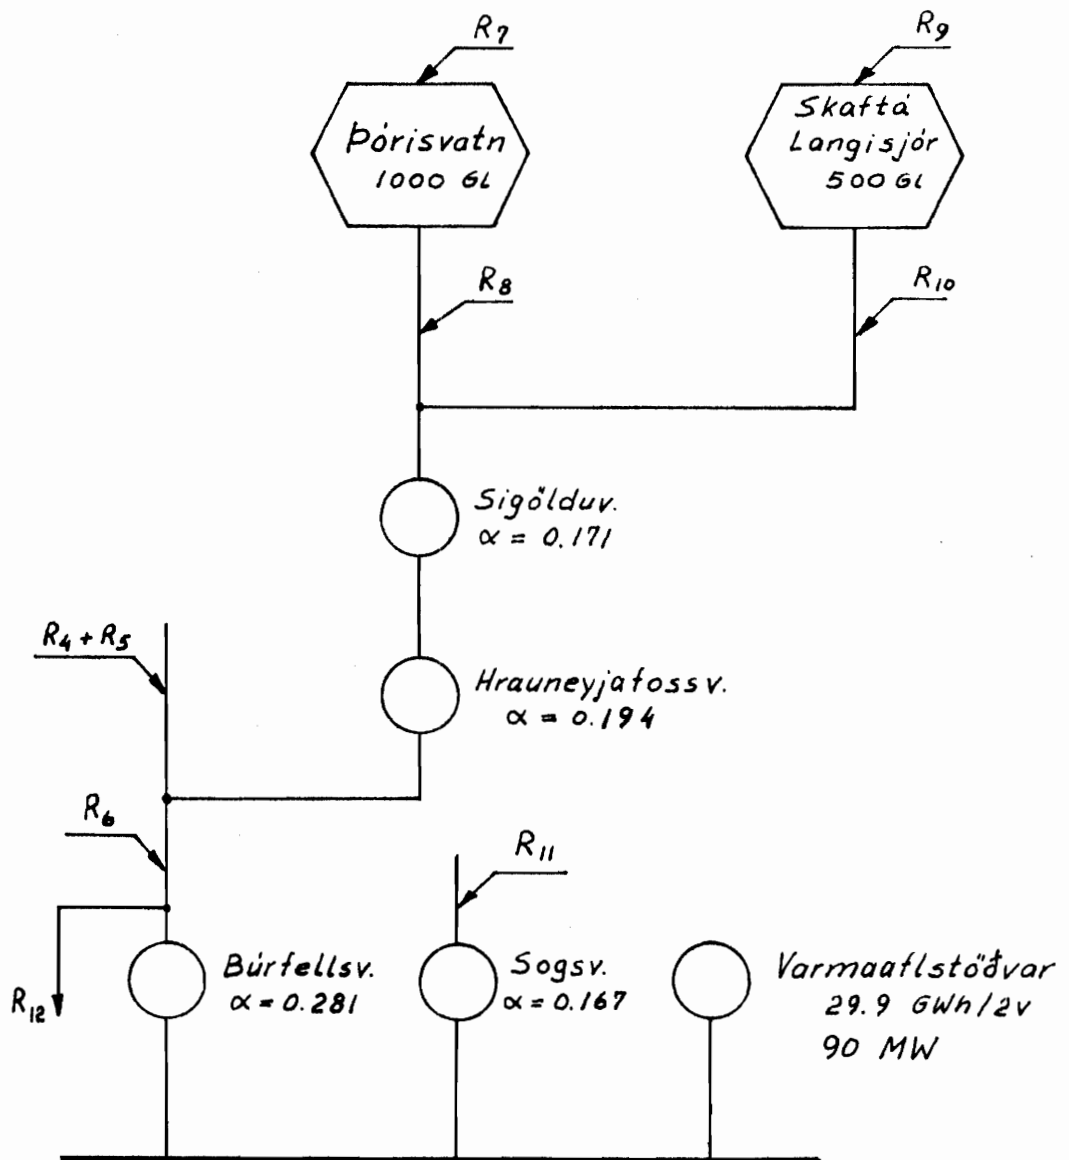 R7
R9
Þórisvatn
1000 Gl
Skaftá
Langisjór
500 Gl
R8
R10
Sigölduv.
α = 0.171
R4 + R5
Hrauneyjafossv.
α = 0.194
R6
R11
R12
Búrfellsv.
α = 0.281
Sogsv.
α = 0.167
Varmaaflstöðvar
29.9 GWh/2v
90 MW